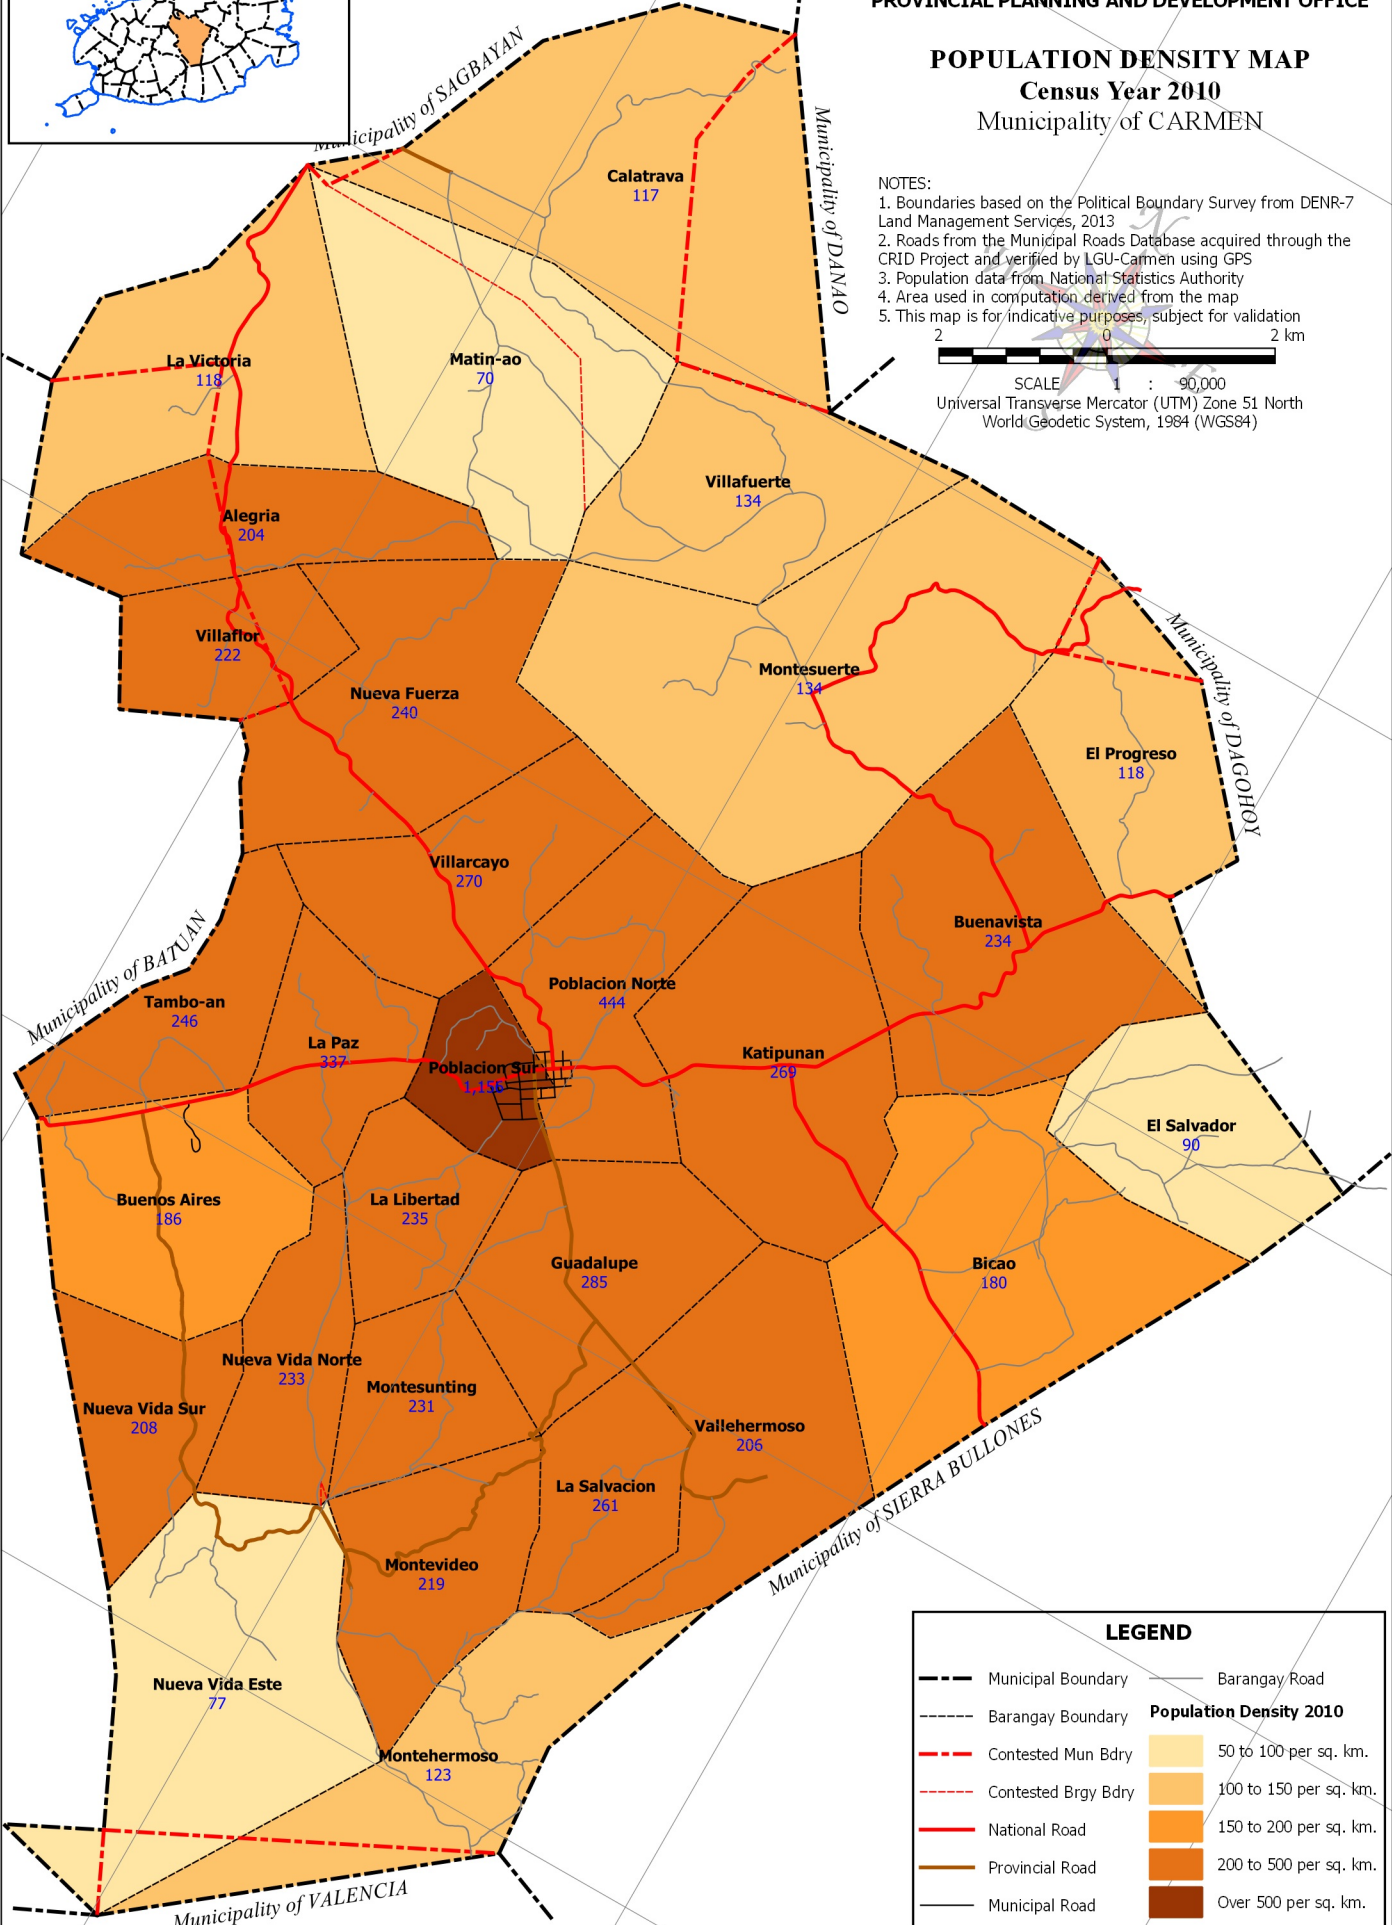 PROVINCIAL PLANNING AND DEVELOPMENT OFFICE
POPULATION DENSITY MAP
Census Year 2010
Municipality of CARMEN
NOTES:
1. Boundaries based on the Political Boundary Survey from DENR-7
Land Management Services, 2013
2. Roads from the Municipal Roads Database acquired through the
CRID Project and verified by LGU-Carmen using GPS
3. Population data from National Statistics Authority
4. Area used in computation derived from the map
5. This map is for indicative purposes, subject for validation
2 0 2 km
SCALE 1 : 90,000
Universal Transverse Mercator (UTM) Zone 51 North
World Geodetic System, 1984 (WGS84)
N
W
E
S
Municipality of SAGBAYAN
Municipality of DANAO
Calatrava
117
La Victoria
118
Matin-ao
70
Villafuerte
134
Alegria
204
Villaflor
222
Nueva Fuerza
240
Montesuerte
134
Municipality of DAGOHOY
El Progreso
118
Villarcayo
270
Buenavista
234
Municipality of BATUAN
Tambo-an
246
Poblacion Norte
444
La Paz
337
Poblacion Sur
1,156
Katipunan
269
El Salvador
90
Buenos Aires
186
La Libertad
235
Guadalupe
285
Bicao
180
Nueva Vida Norte
233
Montesunting
231
Nueva Vida Sur
208
Vallehermoso
206
La Salvacion
261
Municipality of SIERRA BULLONES
Montevideo
219
Nueva Vida Este
77
Montehermoso
123
Municipality of VALENCIA
LEGEND
Municipal Boundary
Barangay Boundary
Contested Mun Bdry
Contested Brgy Bdry
National Road
Provincial Road
Municipal Road
Barangay Road
Population Density 2010
50 to 100 per sq. km.
100 to 150 per sq. km.
150 to 200 per sq. km.
200 to 500 per sq. km.
Over 500 per sq. km.